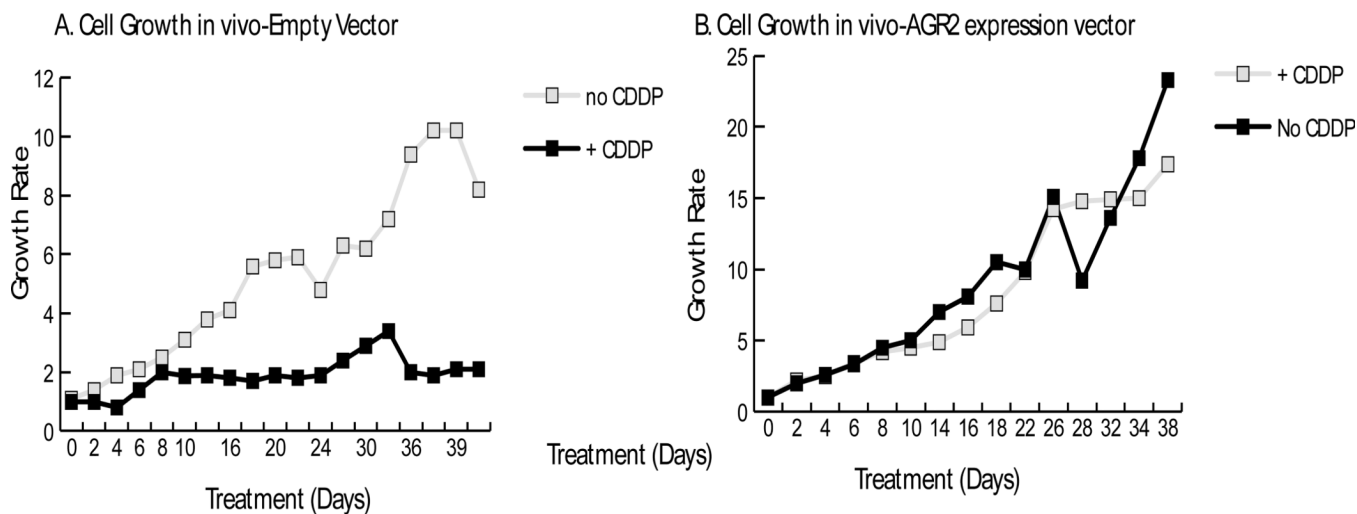 A. Cell Growth in vivo-Empty Vector
12
10
8
6
4
2
0
Growth Rate
0 2 4 6 8 10 16 20 24 30 36 39
Treatment (Days)
no CDDP
+ CDDP
Treatment (Days)
B. Cell Growth in vivo-AGR2 expression vector
25
20
15
10
5
0
Growth Rate
0 2 4 6 8 10 14 16 18 22 26 28 32 34 38
Treatment (Days)
+ CDDP
No CDDP